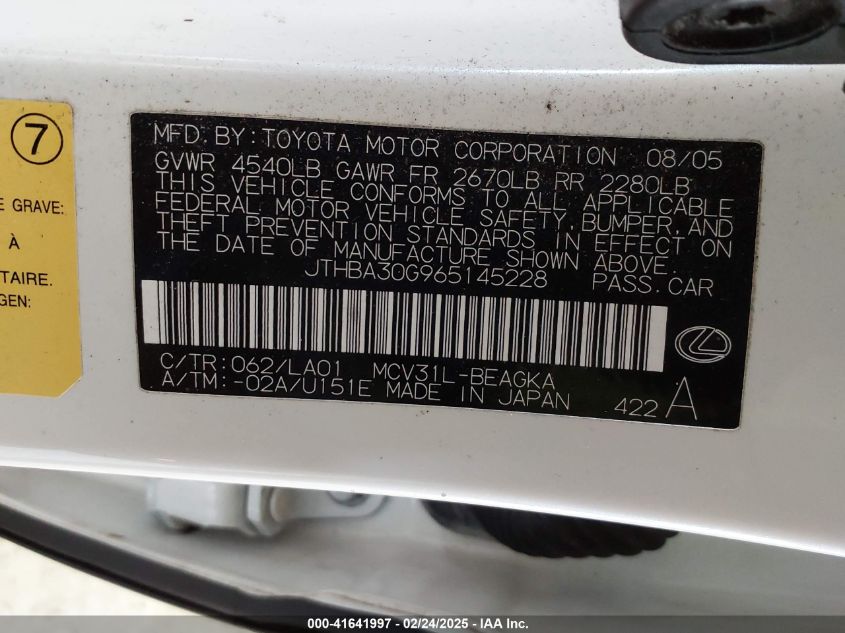 7
E GRAVE:
À
TAIRE.
GEN:
MFD. BY: TOYOTA MOTOR CORPORATION 08/05
GVWR 4540LB GAWR FR 2670LB RR 2280LB
THIS VEHICLE CONFORMS TO ALL APPLICABLE
FEDERAL MOTOR VEHICLE SAFETY, BUMPER, AND
THEFT PREVENTION STANDARDS IN EFFECT ON
THE DATE OF MANUFACTURE SHOWN ABOVE.
JTHBA30G965145228 PASS. CAR
C/TR: 062/LA01 MCV31L-BEAGKA
A/TM: -02A/U151E MADE IN JAPAN 422 A
000-41641997 - 02/24/2025 - IAA Inc.